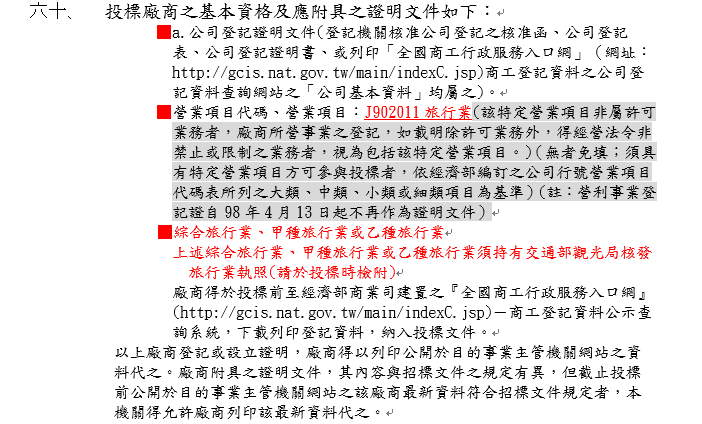 六十、　投標廠商之基本資格及應附具之證明文件如下：
■a.公司登記證明文件(登記機關核准公司登記之核准函、公司登記
表、公司登記證明書、或列印「全國商工行政服務入口網」（網址：
http://gcis.nat.gov.tw/main/indexC.jsp)商工登記資料之公司登
記資料查詢網站之「公司基本資料」均屬之)。
■營業項目代碼、營業項目：J902011 旅行業(該特定營業項目非屬許可
業務者，廠商所營事業之登記，如載明除許可業務外，得經營法令非
禁止或限制之業務者，視為包括該特定營業項目。)(無者免填；須具
有特定營業項目方可參與投標者，依經濟部編訂之公司行號營業項目
代碼表所列之大類、中類、小類或細類項目為基準)(註：營利事業登
記證自 98 年 4 月 13 日起不再作為證明文件)
■綜合旅行業、甲種旅行業或乙種旅行業
上述綜合旅行業、甲種旅行業或乙種旅行業須持有交通部觀光局核發
旅行業執照(請於投標時檢附)
廠商得於投標前至經濟部商業司建置之『全國商工行政服務入口網』
(http://gcis.nat.gov.tw/main/indexC.jsp)－商工登記資料公示查
詢系統，下載列印登記資料，納入投標文件。
以上廠商登記或設立證明，廠商得以列印公開於目的事業主管機關網站之資
料代之。廠商附具之證明文件，其內容與招標文件之規定有異，但截止投標
前公開於目的事業主管機關網站之該廠商最新資料符合招標文件規定者，本
機關得允許廠商列印該最新資料代之。